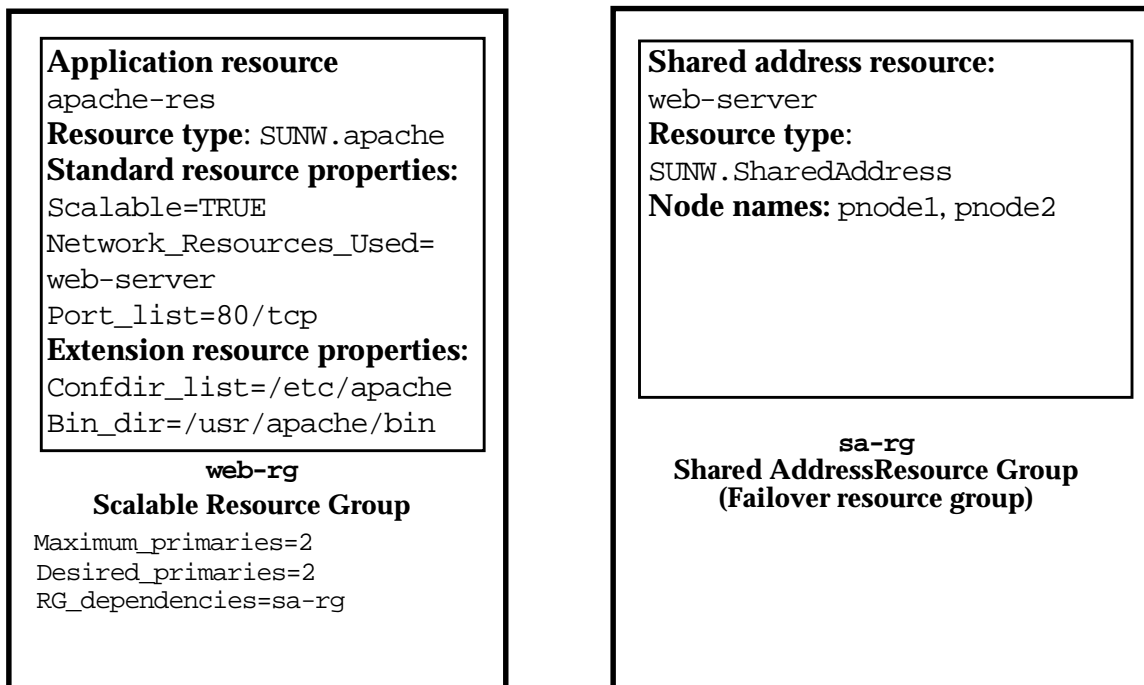 Application resource
apache-res
Resource type: SUNW.apache
Standard resource properties:
Scalable=TRUE
Network_Resources_Used=
web-server
Port_list=80/tcp
Extension resource properties:
Confdir_list=/etc/apache
Bin_dir=/usr/apache/bin
web-rg
Scalable Resource Group
Maximum_primaries=2
Desired_primaries=2
RG_dependencies=sa-rg
Shared address resource:
web-server
Resource type:
SUNW.SharedAddress
Node names: pnode1, pnode2
sa-rg
Shared AddressResource Group
(Failover resource group)